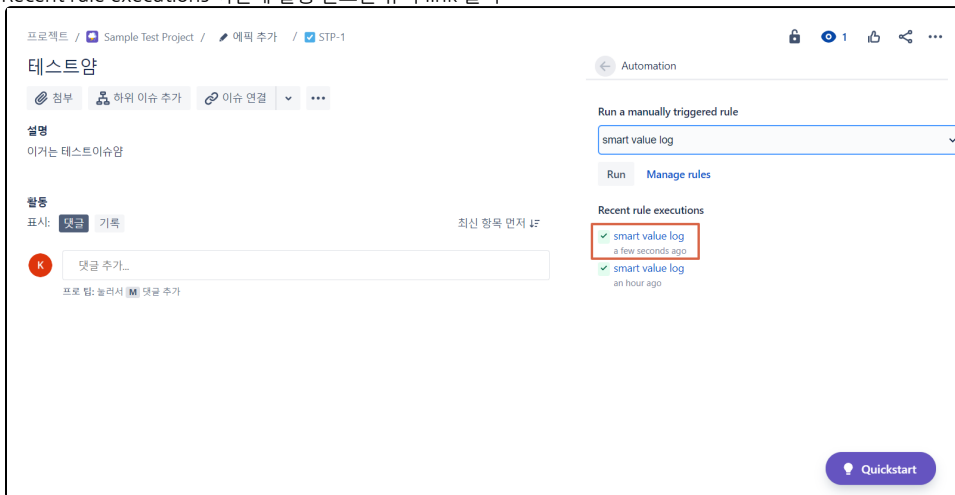 프로젝트 / Sample Test Project / 에픽 추가 / STP-1
1
테스트얌
Automation
첨부 하위 이슈 추가 이슈 연결
Run a manually triggered rule
설명
smart value log
이거는 테스트이슈얌
Run Manage rules
활동
Recent rule executions
표시: 댓글 기록 최신 항목 먼저
smart value log
a few seconds ago
K 댓글 추가...
smart value log
an hour ago
프로 팁: 눌러서 M 댓글 추가
Quickstart